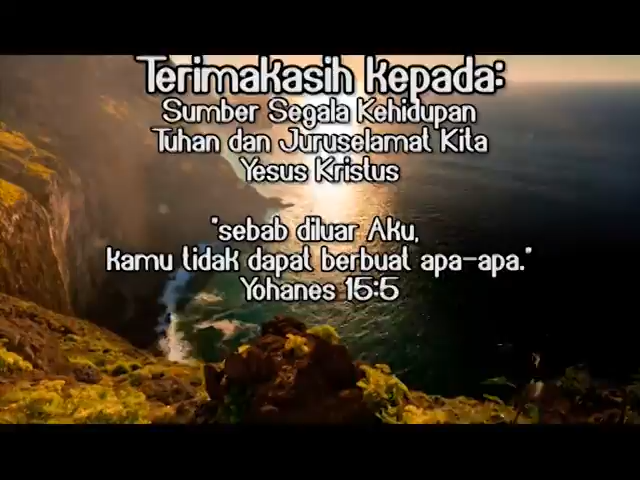 Terimakasih kepada:
Sumber Segala Kehidupan
Tuhan dan Juruselamat Kita
Yesus Kristus
"sebab diluar Aku,
kamu tidak dapat berbuat apa-apa."
Yohanes 15:5